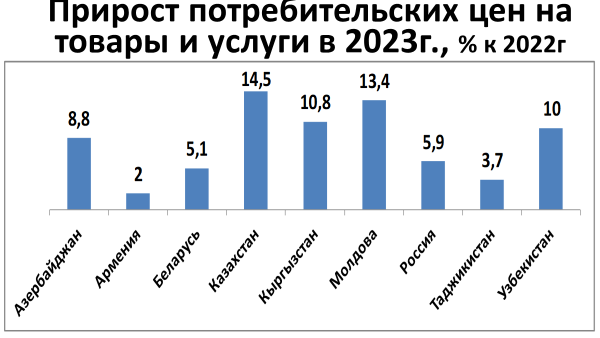 Прирост потребительских цен на
товары и услуги в 2023г., % к 2022г
8,8
2
5,1
14,5
10,8
13,4
5,9
3,7
10
Азербайджан
Армения
Беларусь
Казахстан
Кыргызстан
Молдова
Россия
Таджикистан
Узбекистан